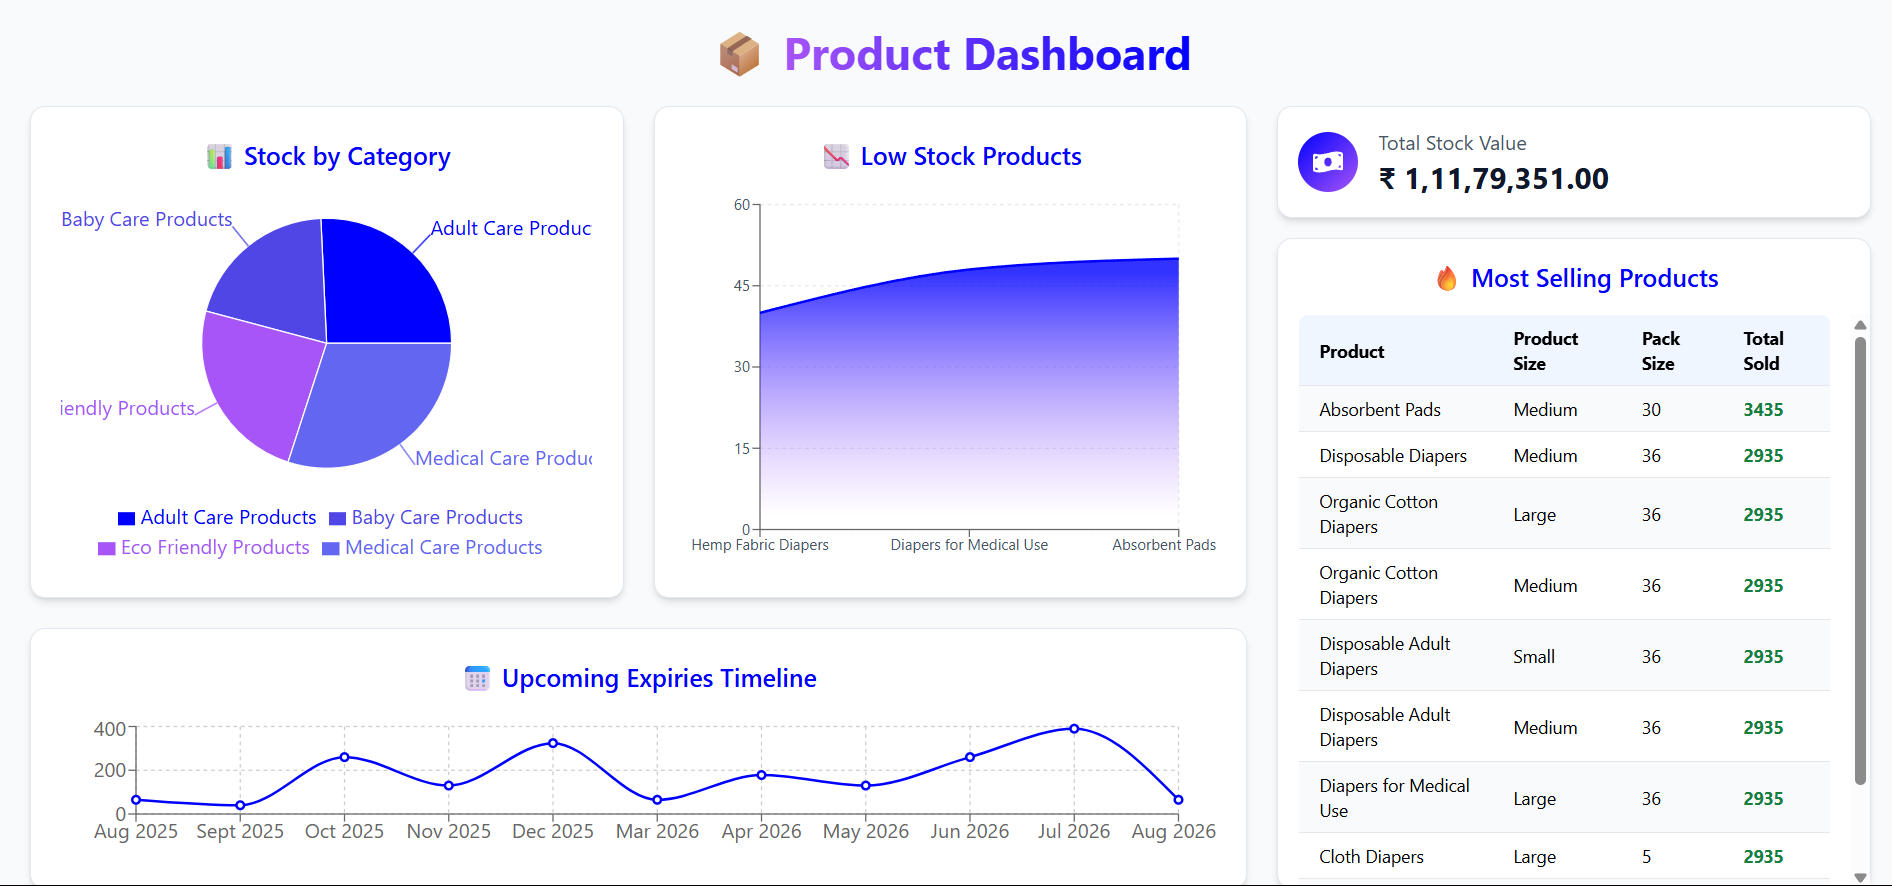 Product Dashboard
Stock by Category
Baby Care Products
Adult Care Produc
iendly Products
Medical Care Produc
Adult Care Products
Baby Care Products
Eco Friendly Products
Medical Care Products
Low Stock Products
60
45
30
15
0
Hemp Fabric Diapers
Diapers for Medical Use
Absorbent Pads
Total Stock Value
₹ 1,11,79,351.00
Most Selling Products
Product Product Size Pack Size Total Sold
Absorbent Pads Medium 30 3435
Disposable Diapers Medium 36 2935
Organic Cotton Diapers Large 36 2935
Organic Cotton Diapers Medium 36 2935
Disposable Adult Diapers Small 36 2935
Disposable Adult Diapers Medium 36 2935
Diapers for Medical Use Large 36 2935
Cloth Diapers Large 5 2935
Upcoming Expiries Timeline
400
200
0
Aug 2025 Sept 2025 Oct 2025 Nov 2025 Dec 2025 Mar 2026 Apr 2026 May 2026 Jun 2026 Jul 2026 Aug 2026